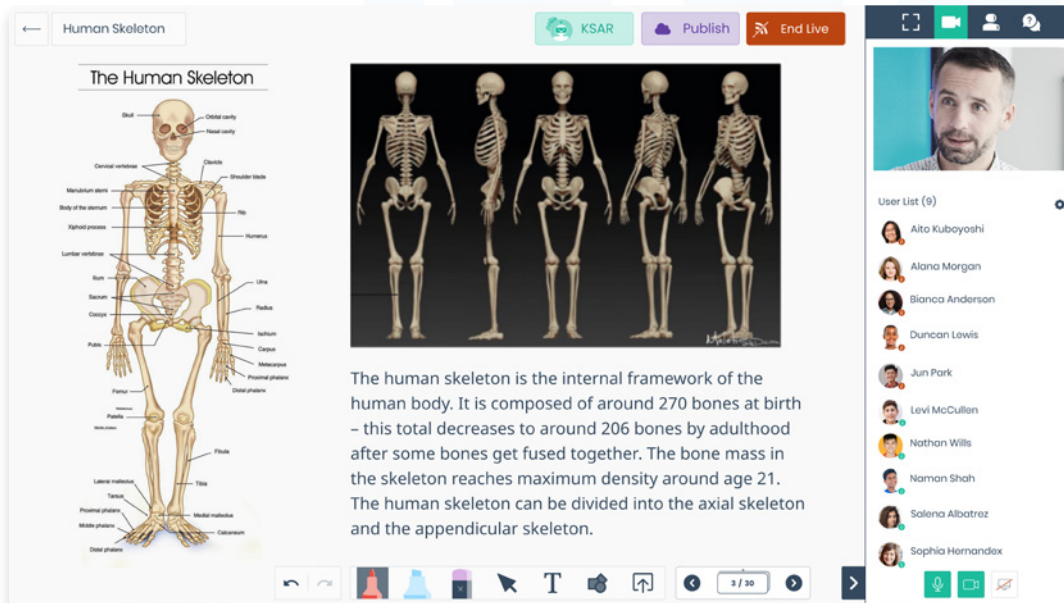 Human Skeleton
KSAR
Publish
End Live
The Human Skeleton
Skull
Orbital cavity
Nasal cavity
Cervical vertebrae
Clavicle
Shoulder blade
Manubrium sterni
Body of the sternum
Rib
Xiphoid process
Humerus
Lumbar vertebrae
Ilium
Ulna
Sacrum
Radius
Coccyx
Ischium
Pubis
Carpus
Metacarpus
Proximal phalanx
Distal phalanx
Femur
Patella
Fibula
Tibia
Lateral malleolus
Tarsus
Proximal phalanx
Medial malleolus
Middle phalanx
Calcaneum
Distal phalanx
The human skeleton is the internal framework of the
human body. It is composed of around 270 bones at birth
– this total decreases to around 206 bones by adulthood
after some bones get fused together. The bone mass in
the skeleton reaches maximum density around age 21.
The human skeleton can be divided into the axial skeleton
and the appendicular skeleton.
T
3 / 30
User List (9)
Aito Kuboyoshi
Alana Morgan
Bianca Anderson
Duncan Lewis
Jun Park
Levi McCullen
Nathan Wills
Naman Shah
Salena Albatrez
Sophia Hernandex